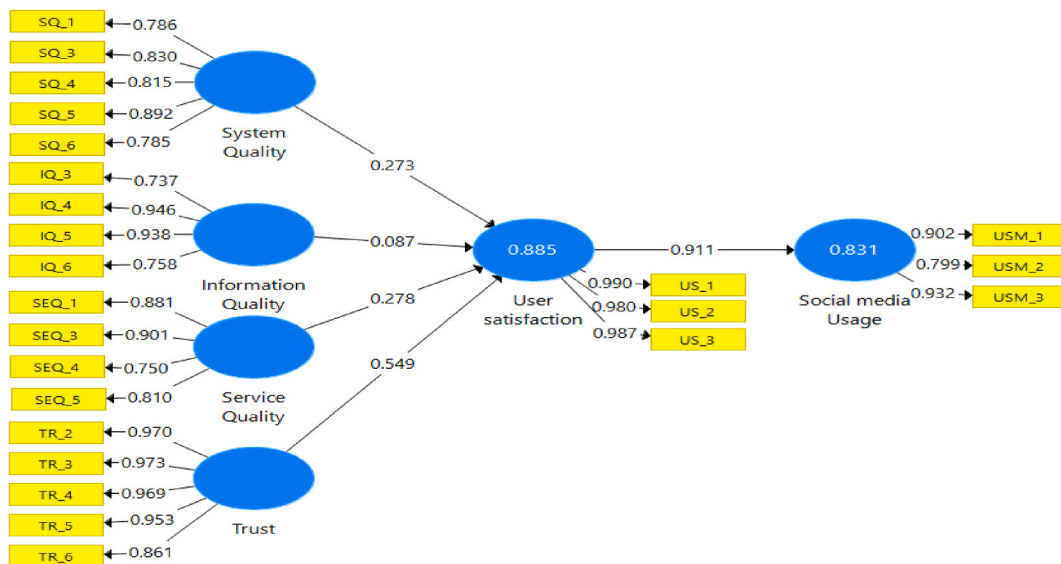 SQ_1 0.786
SQ_3 0.830
SQ_4 0.815
SQ_5 0.892
SQ_6 0.785
System
Quality
0.273
IQ_3 0.737
IQ_4 0.946
IQ_5 0.938
IQ_6 0.758
Information
Quality
0.087
SEQ_1 0.881
SEQ_3 0.901
SEQ_4 0.750
SEQ_5 0.810
Service
Quality
0.278
TR_2 0.970
TR_3 0.973
TR_4 0.969
TR_5 0.953
TR_6 0.861
Trust
0.549
0.885
User
satisfaction
0.990 US_1
0.980 US_2
0.987 US_3
0.911
0.831
Social media
Usage
0.902 USM_1
0.799 USM_2
0.932 USM_3